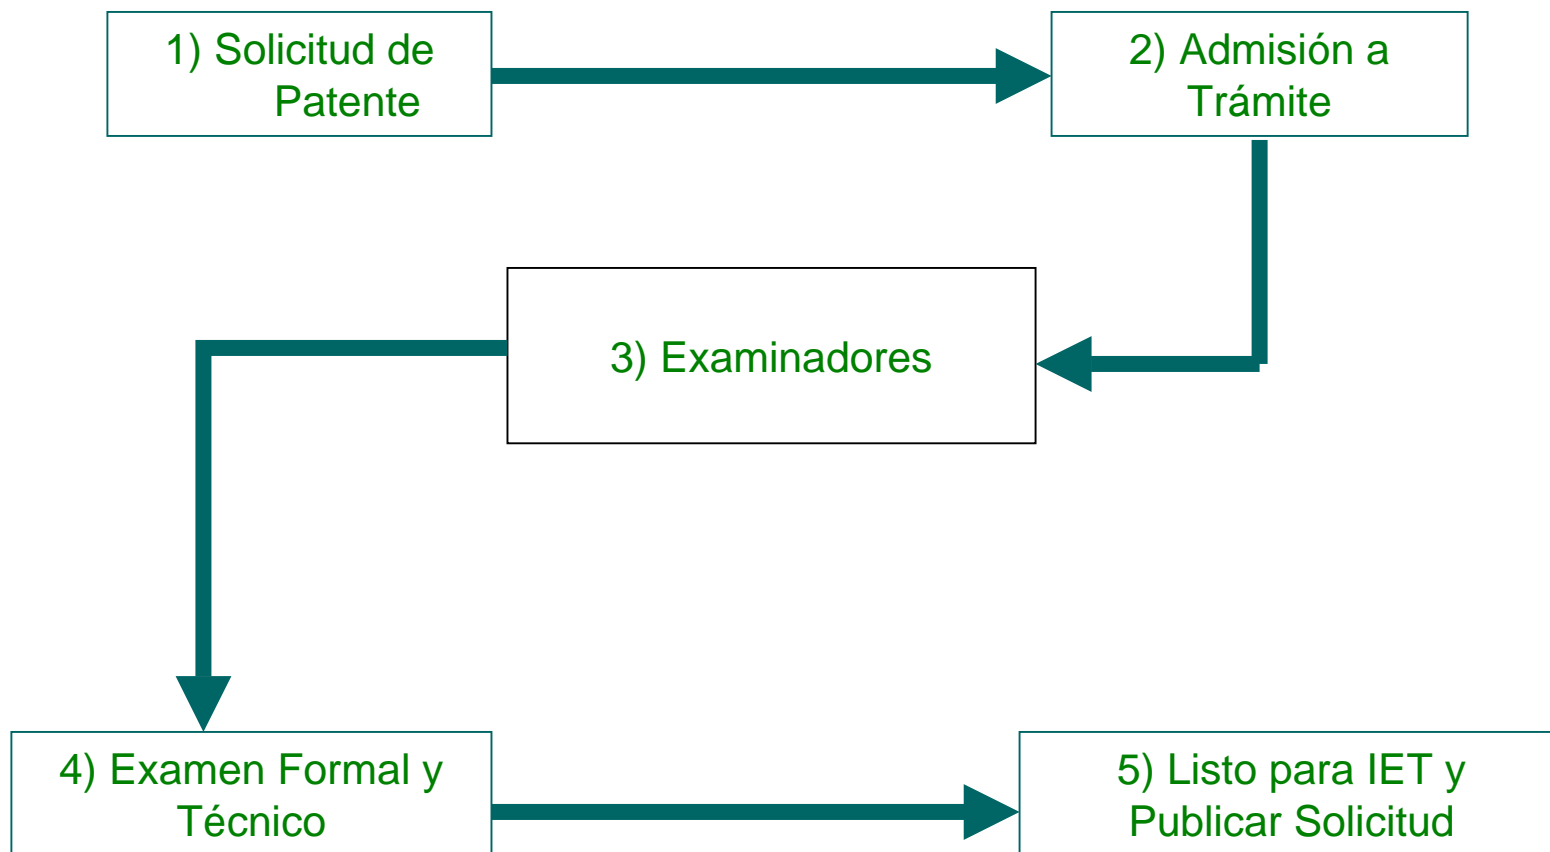 1) Solicitud de
Patente
2) Admisión a
Trámite
3) Examinadores
4) Examen Formal y
Técnico
5) Listo para IET y
Publicar Solicitud